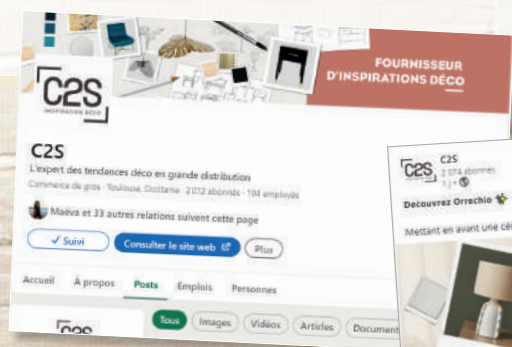 FOURNISSEUR
D'INSPIRATIONS DÉCO
C2S
INSPIRATION DÉCO
C2S
L'expert des tendances déco en grande distribution
Commerce de gros · Toulouse, Occitanie · 2 072 abonnés · 194 employés
Maëva et 33 autres relations suivent cette page
✓ Suivi
Consulter le site web
Plus
Accueil
À propos
Posts
Emplois
Personnes
Tous
Images
Vidéos
Articles
Document
C2S
C2S
C2S
2 074 abonnés
1 j •
Decouvrez Orrechio
Mettant en avant une cé